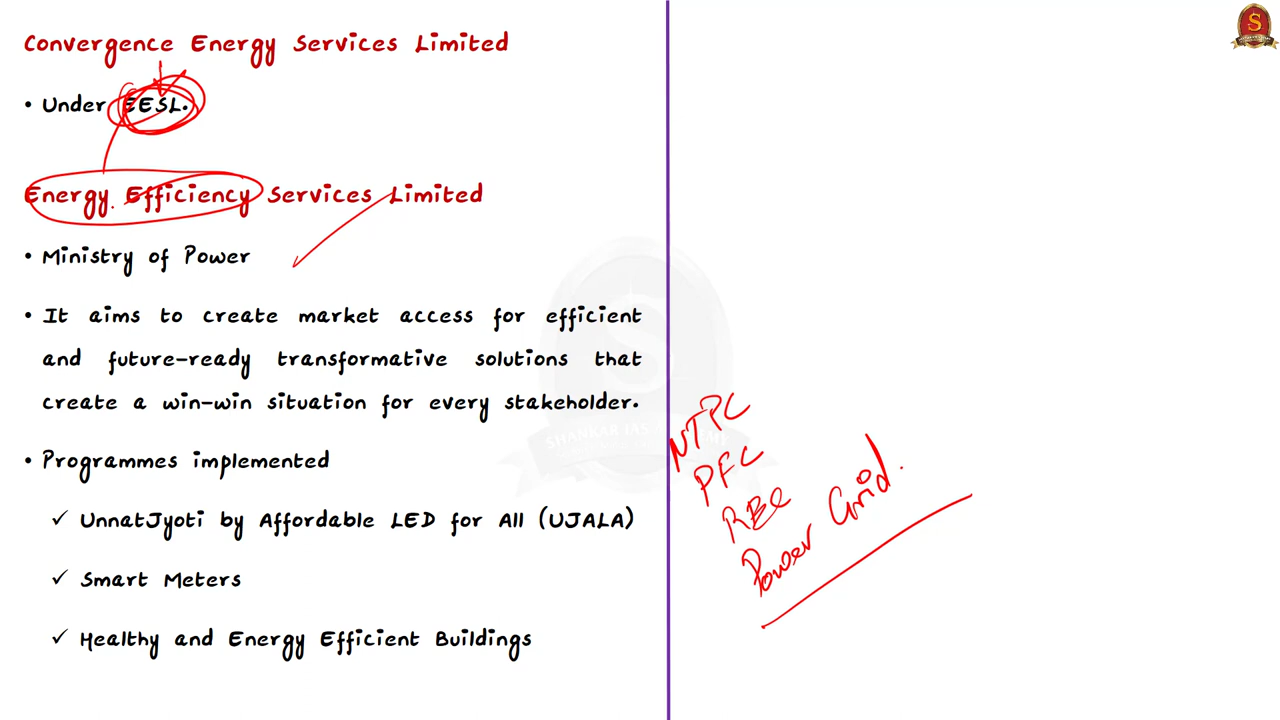 Convergence Energy Services Limited
• Under EESL.
Energy Efficiency Services Limited
• Ministry of Power
• It aims to create market access for efficient
and future-ready transformative solutions that
create a win-win situation for every stakeholder.
• Programmes implemented
✓ UnnatJyoti by Affordable LED for All (UJALA)
✓ Smart Meters
✓ Healthy and Energy Efficient Buildings
NTPC
PFC
REC
Power Grid.
S
SHANKAR IAS